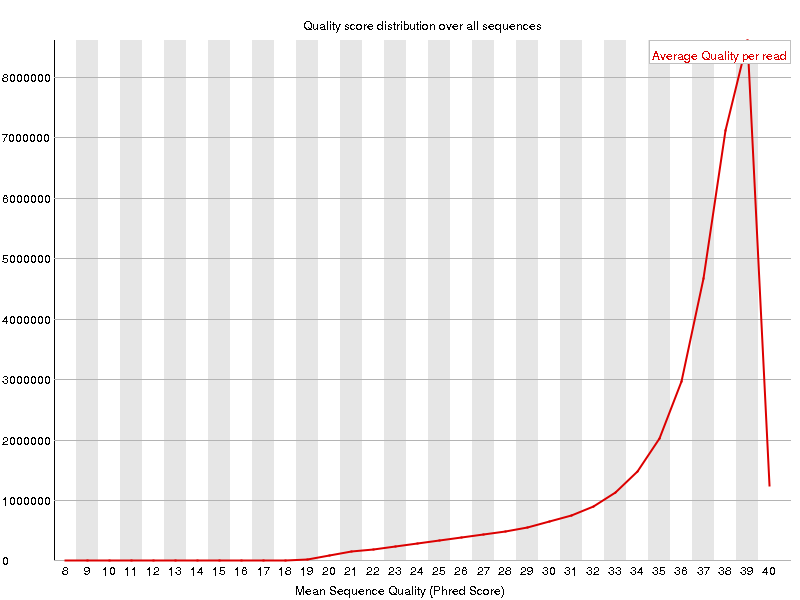 Quality score distribution over all sequences
Average Quality per read
8000000
7000000
6000000
5000000
4000000
3000000
2000000
1000000
0
8 9 10 11 12 13 14 15 16 17 18 19 20 21 22 23 24 25 26 27 28 29 30 31 32 33 34 35 36 37 38 39 40
Mean Sequence Quality (Phred Score)